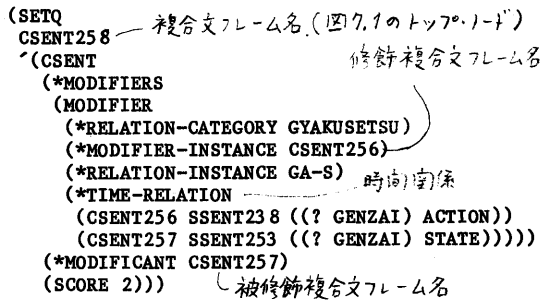 (SETQ
CSENT258 複合文フレーム名.(図7.1のトップ・ノード)
'(CSENT 修飾複合文フレーム名
(*MODIFIERS
(MODIFIER
(*RELATION-CATEGORY GYAKUSETSU)
(*MODIFIER-INSTANCE CSENT256)
(*RELATION-INSTANCE GA-S)
(*TIME-RELATION 時間関係
(CSENT256 SSENT238 ((? GENZAI) ACTION))
(CSENT257 SSENT253 ((? GENZAI) STATE)))))
(*MODIFICANT CSENT257)
(SCORE 2))) 被修飾複合文フレーム名